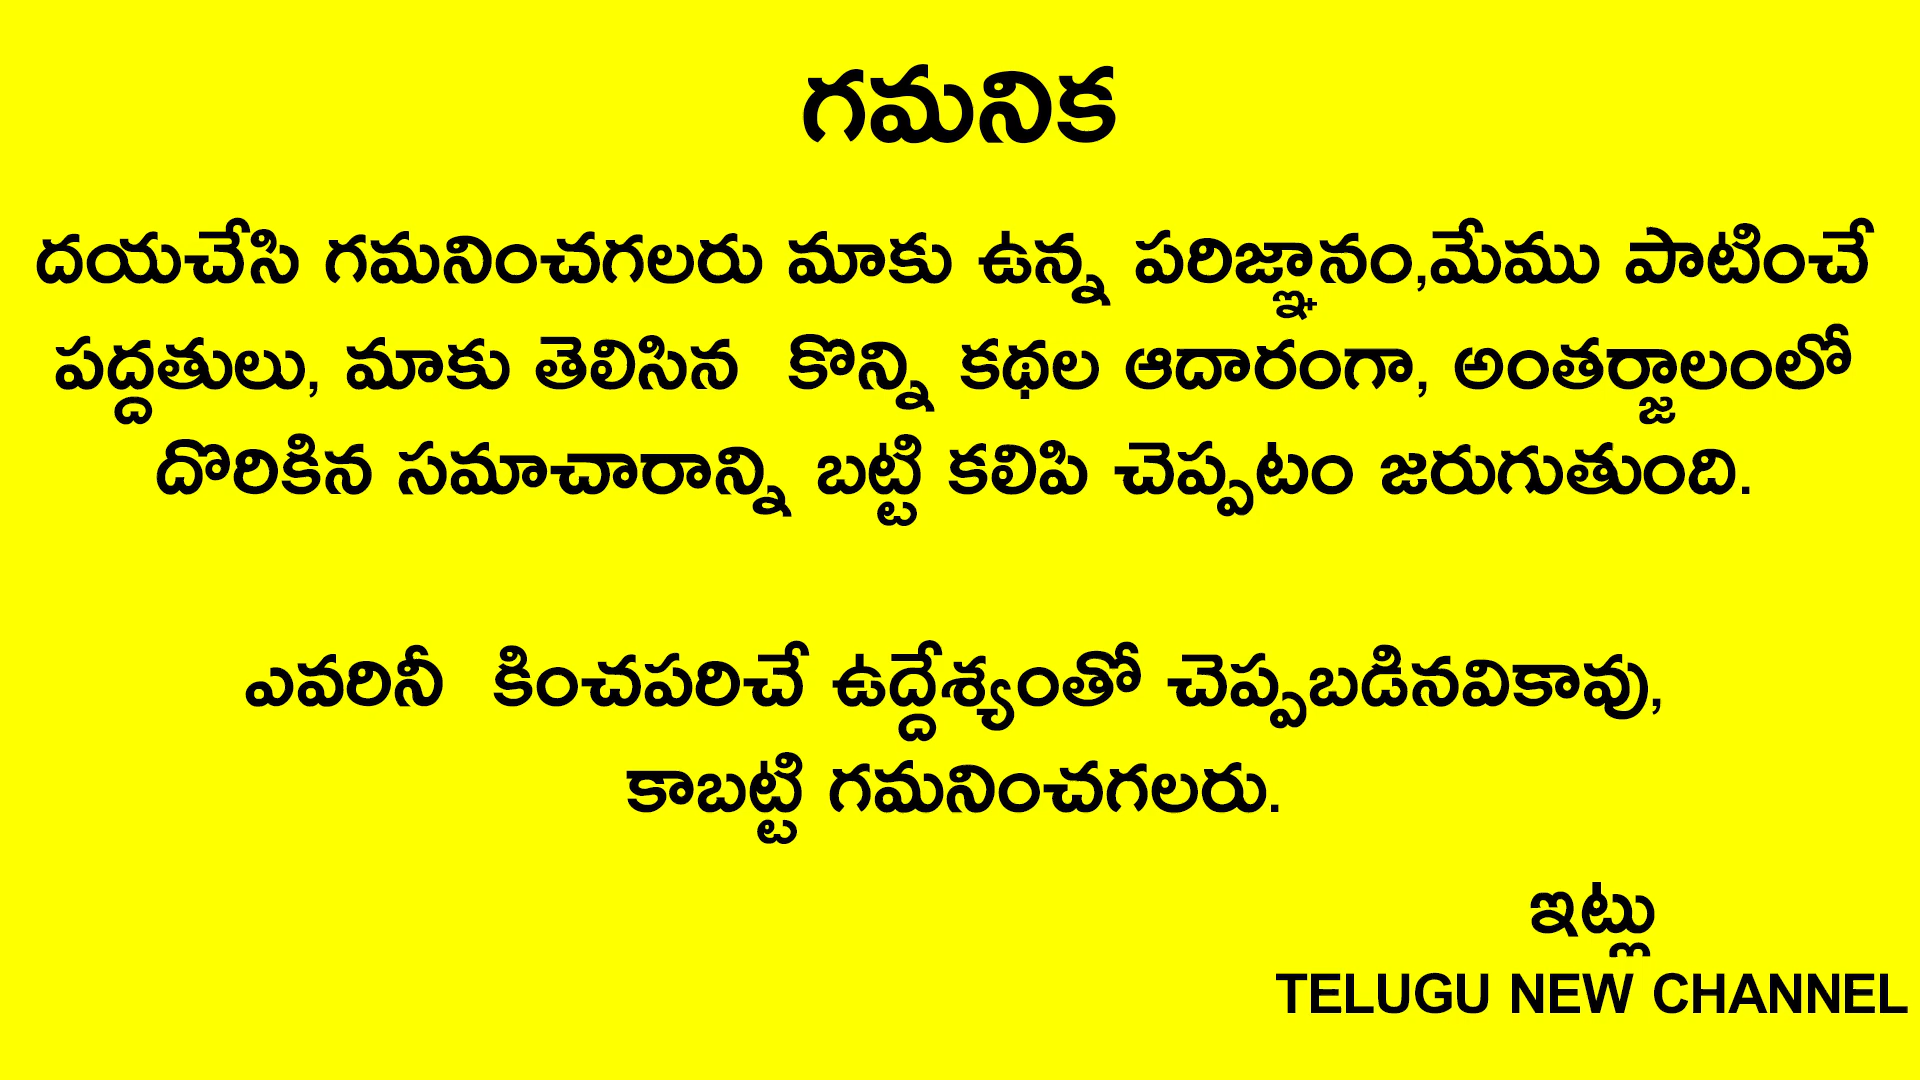 గమనిక
దయచేసి గమనించగలరు మాకు ఉన్న పరిజ్ఞానం,మేము పాటించే
పద్దతులు, మాకు తెలిసిన కొన్ని కథల ఆదారంగా, అంతర్జాలంలో
దొరికిన సమాచారాన్ని బట్టి కలిపి చెప్పటం జరుగుతుంది.
ఎవరినీ కించపరిచే ఉద్దేశ్యంతో చెప్పబడినవికావు,
కాబట్టి గమనించగలరు.
ఇట్లు
TELUGU NEW CHANNEL